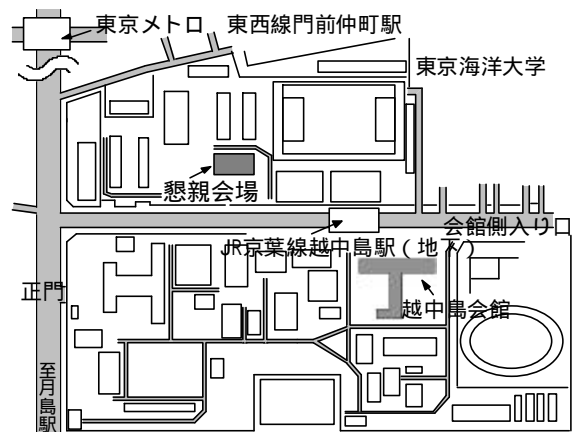 東京メトロ 東西線門前仲町駅
東京海洋大学
懇親会場
会館側入り口
JR京葉線越中島駅(地下)
正門
越中島会館
至月島駅